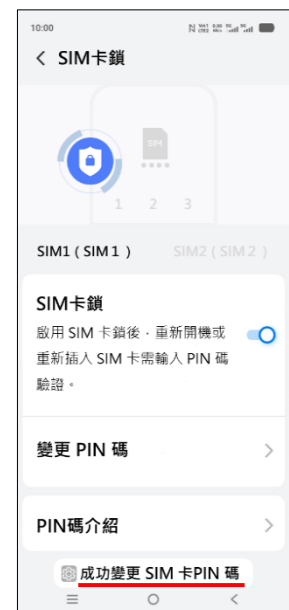 10:00
SIM卡鎖
SIM
1 2 3
SIM1 ( SIM 1 )
SIM2 ( SIM 2 )
SIM卡鎖
啟用 SIM 卡鎖後，重新開機或
重新插入 SIM 卡需輸入 PIN 碼
驗證。
變更 PIN 碼
PIN碼介紹
成功變更 SIM 卡PIN 碼